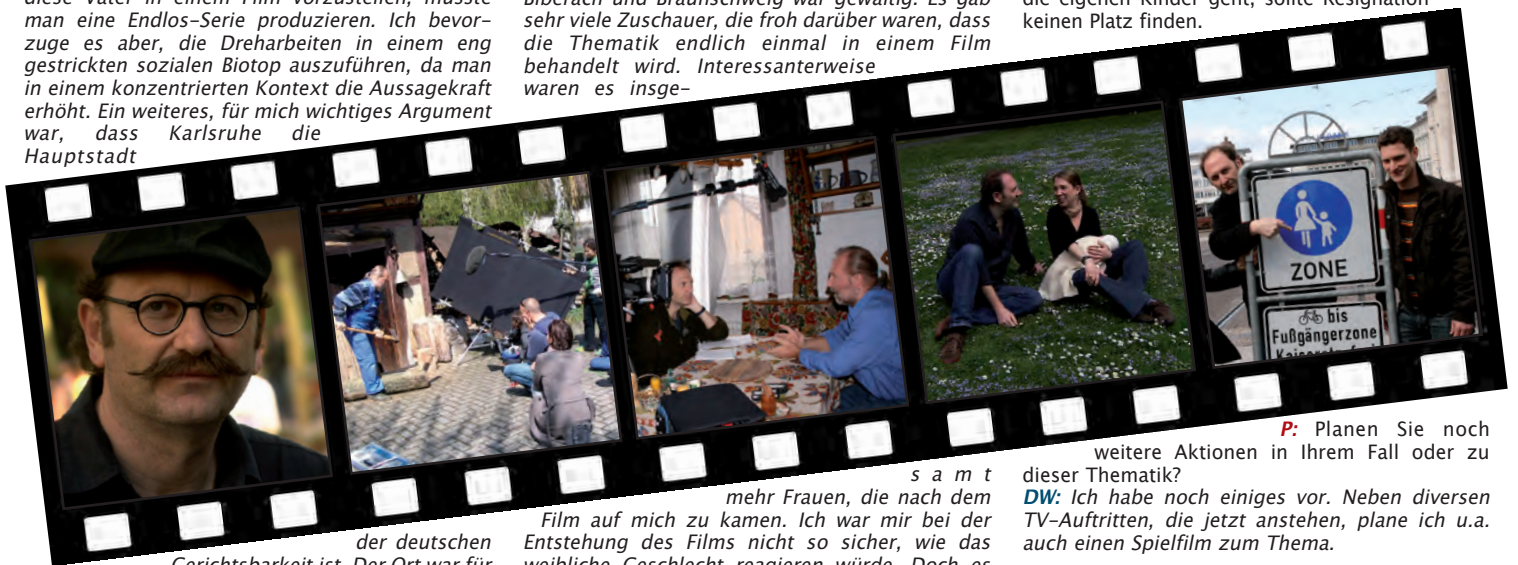 diese Väter in einem Film vorzustellen, müsste
man eine Endlos-Serie produzieren. Ich bevor-
zuge es aber, die Dreharbeiten in einem eng
gestrickten sozialen Biotop auszuführen, da man
in einem konzentrierten Kontext die Aussagekraft
erhöht. Ein weiteres, für mich wichtiges Argument
war, dass Karlsruhe die
Hauptstadt
der deutschen
Gerichtsbarkeit ist. Der Ort war für
Biberach und Braunschweig war gewaltig. Es gab
sehr viele Zuschauer, die froh darüber waren, dass
die Thematik endlich einmal in einem Film
behandelt wird. Interessanterweise
waren es insge-
samt
mehr Frauen, die nach dem
Film auf mich zu kamen. Ich war mir bei der
Entstehung des Films nicht so sicher, wie das
weibliche Geschlecht reagieren würde. Doch es
die eigenen Kinder geht, sollte Resignation
keinen Platz finden.
ZONE
bis
Fußgängerzone
P: Planen Sie noch
weitere Aktionen in Ihrem Fall oder zu
dieser Thematik?
DW: Ich habe noch einiges vor. Neben diversen
TV-Auftritten, die jetzt anstehen, plane ich u.a.
auch einen Spielfilm zum Thema.